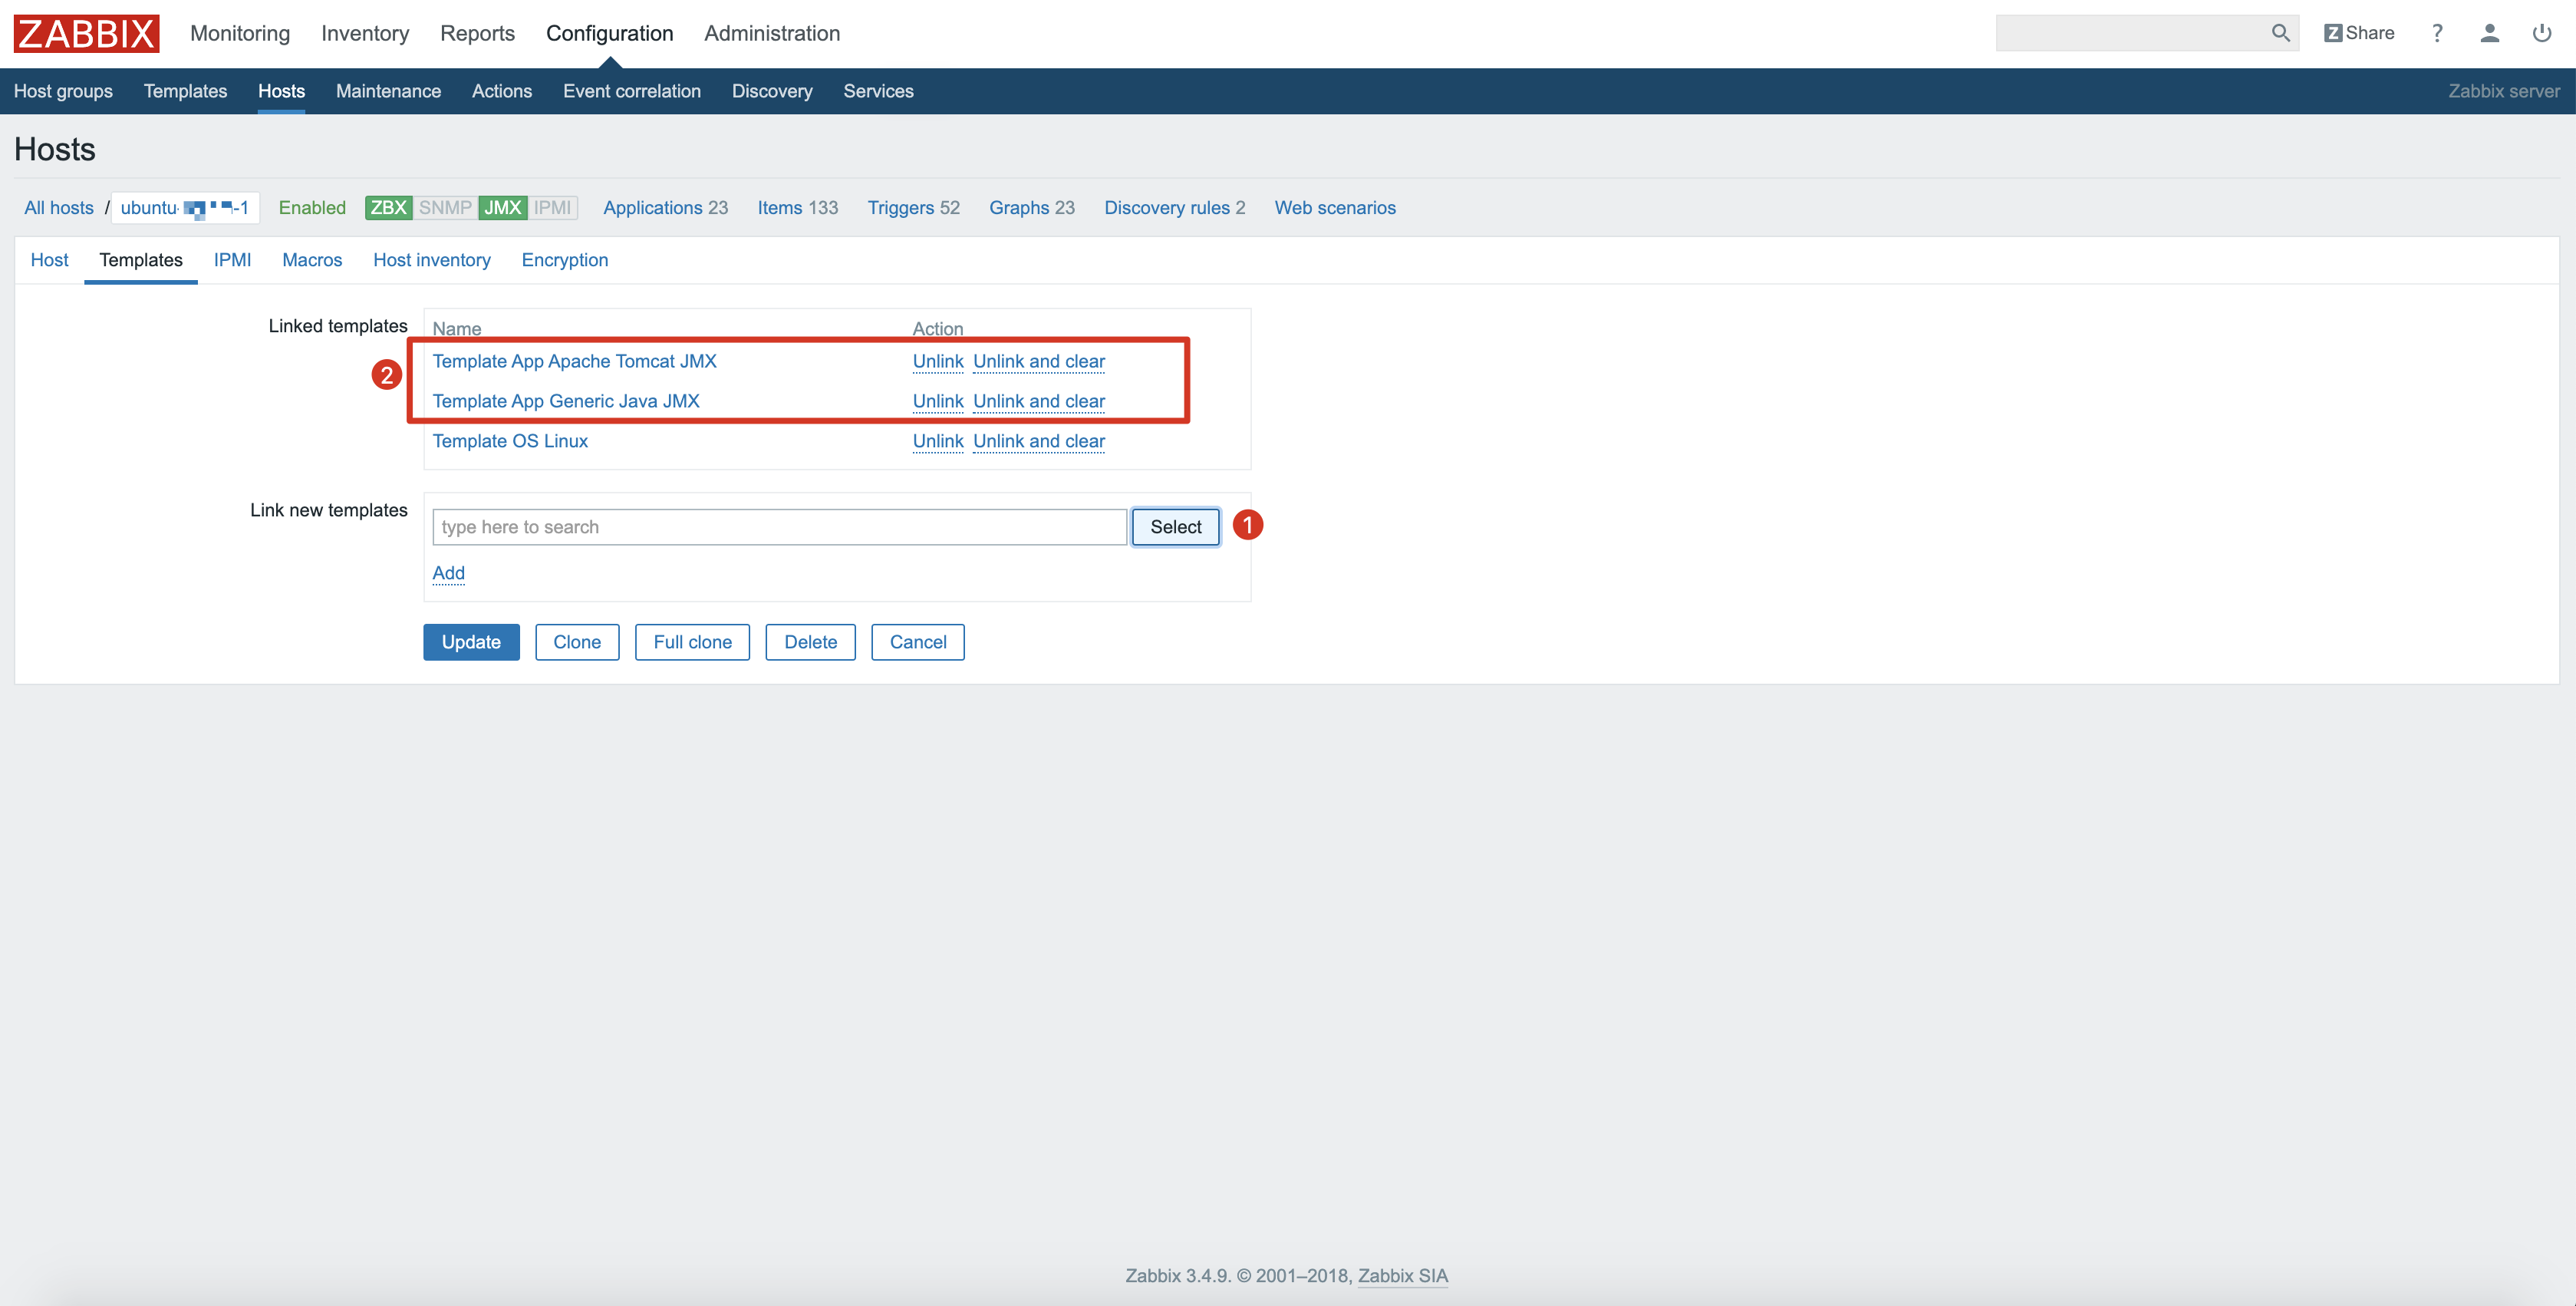 ZABBIX Monitoring Inventory Reports Configuration Administration Z Share ?
Host groups Templates Hosts Maintenance Actions Event correlation Discovery Services Zabbix server
Hosts
All hosts / ubuntu- -1 Enabled ZBX SNMP JMX IPMI Applications 23 Items 133 Triggers 52 Graphs 23 Discovery rules 2 Web scenarios
Host Templates IPMI Macros Host inventory Encryption
Linked templates Name Action
2 Template App Apache Tomcat JMX Unlink Unlink and clear
Template App Generic Java JMX Unlink Unlink and clear
Template OS Linux Unlink Unlink and clear
Link new templates
type here to search Select 1
Add
Update Clone Full clone Delete Cancel
Zabbix 3.4.9. © 2001–2018, Zabbix SIA